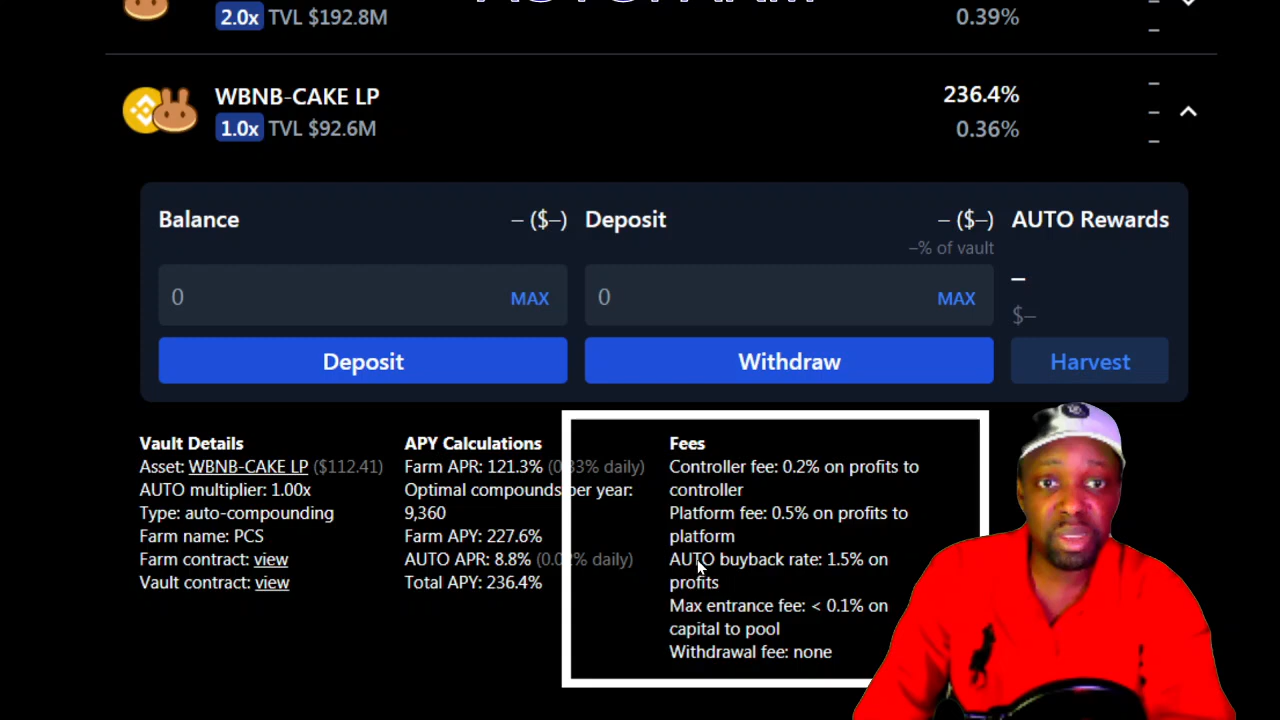 2.0x TVL $192.8M
0.39%
WBNB-CAKE LP
236.4%
1.0x TVL $92.6M
0.36%
Balance – ($–) Deposit – ($–) AUTO Rewards
–% of vault
–
0 MAX 0 MAX
$–
Deposit Withdraw Harvest
Vault Details
Asset: WBNB-CAKE LP ($112.41)
AUTO multiplier: 1.00x
Type: auto-compounding
Farm name: PCS
Farm contract: view
Vault contract: view
APY Calculations
Farm APR: 121.3% (0.33% daily)
Optimal compounds per year:
9,360
Farm APY: 227.6%
AUTO APR: 8.8% (0.02% daily)
Total APY: 236.4%
Fees
Controller fee: 0.2% on profits to
controller
Platform fee: 0.5% on profits to
platform
AUTO buyback rate: 1.5% on
profits
Max entrance fee: < 0.1% on
capital to pool
Withdrawal fee: none